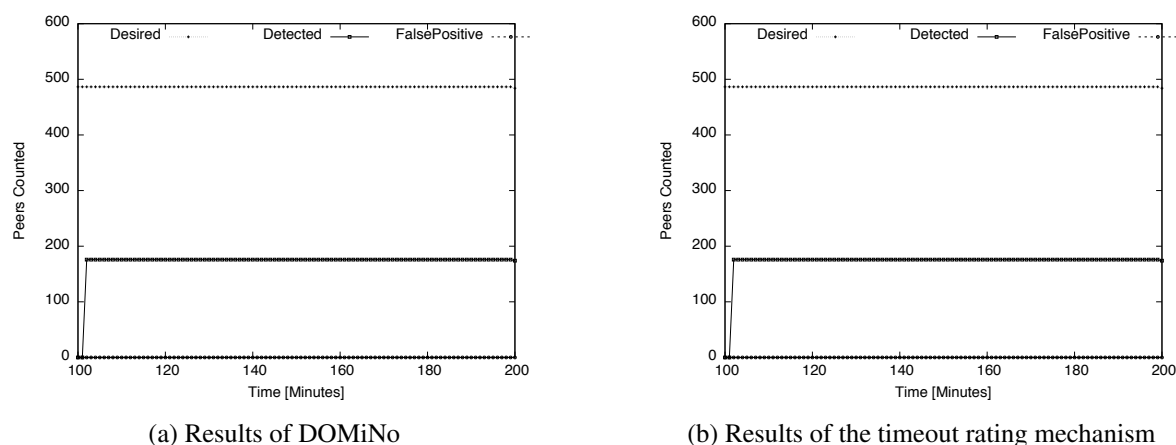 600
500
400
300
200
100
0
Peers Counted
Desired Detected FalsePositive
100 120 140 160 180 200
Time [Minutes]
(a) Results of DOMiNo
600
500
400
300
200
100
0
Peers Counted
Desired Detected FalsePositive
100 120 140 160 180 200
Time [Minutes]
(b) Results of the timeout rating mechanism